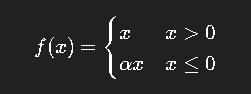 f(x) = { x x > 0
αx x ≤ 0